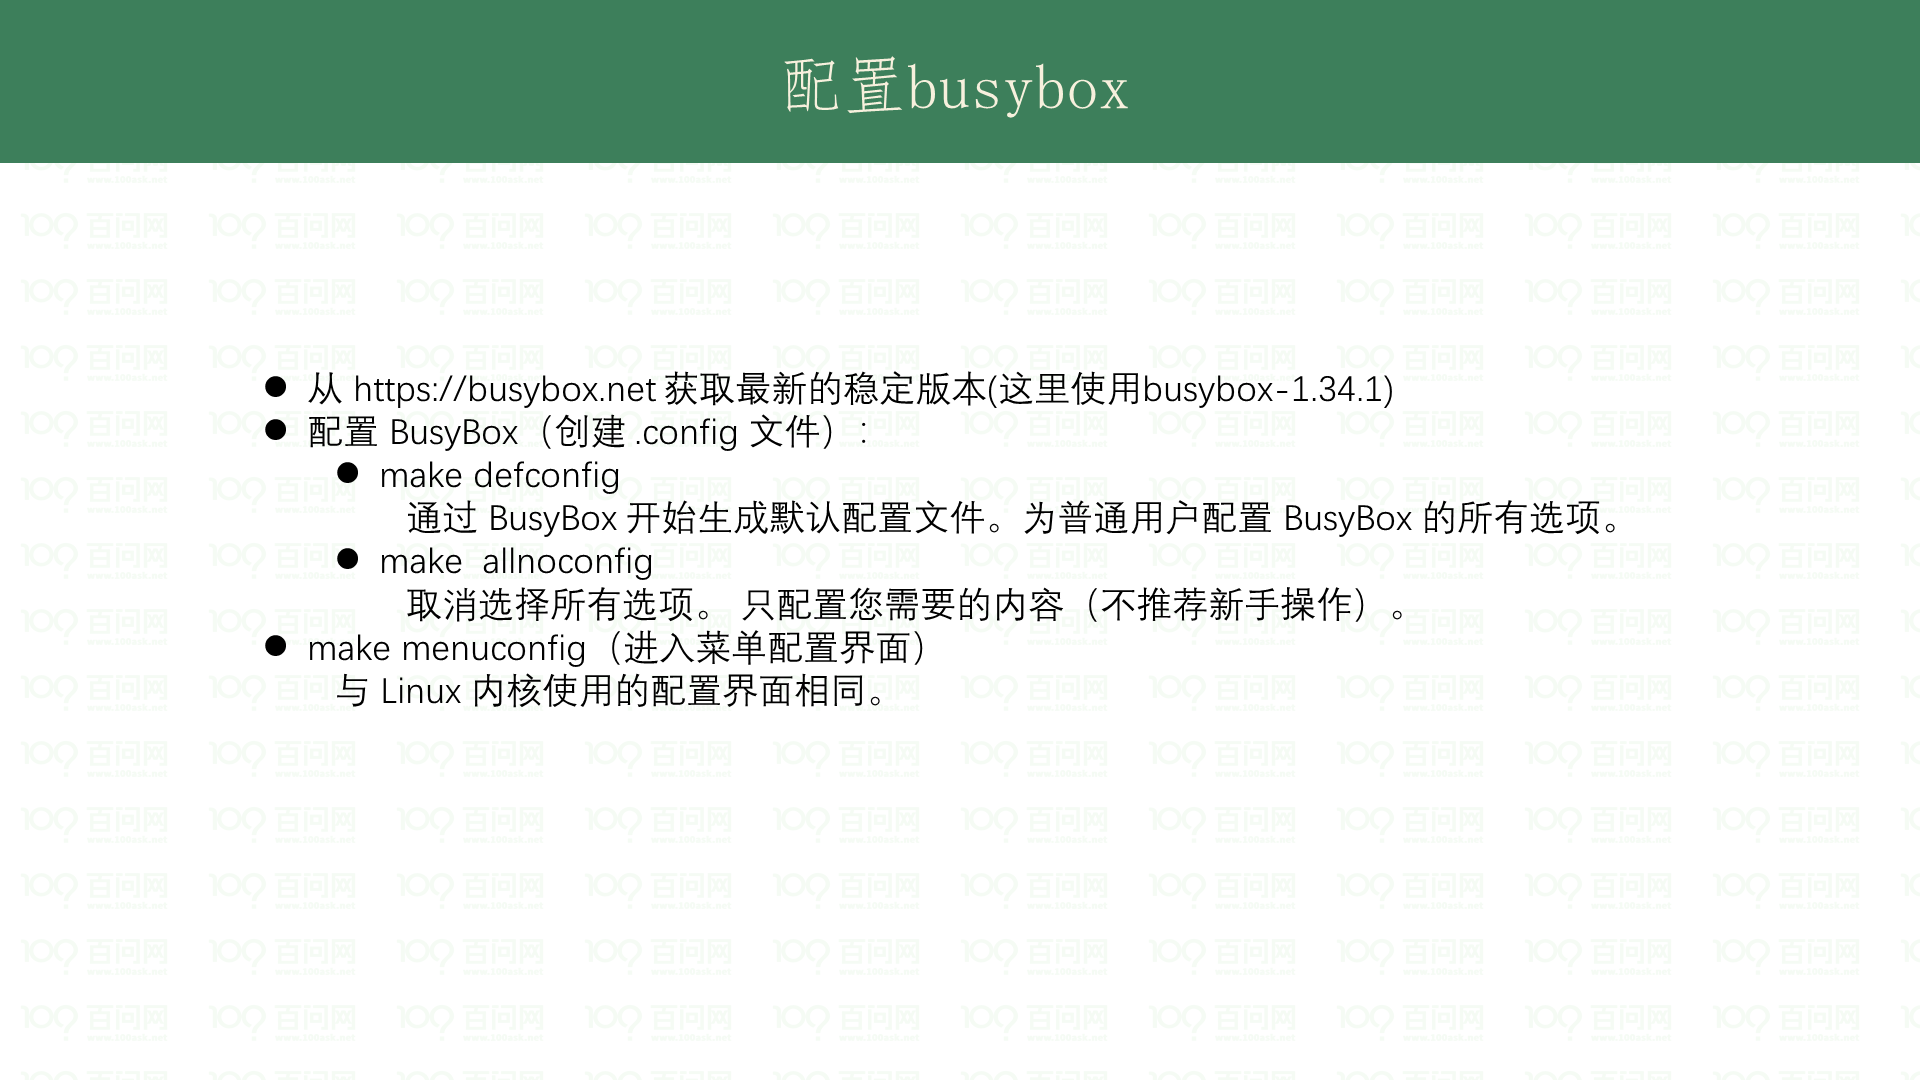 配置busybox
● 从 https://busybox.net 获取最新的稳定版本(这里使用busybox-1.34.1)
● 配置 BusyBox（创建 .config 文件）:
● make defconfig
通过 BusyBox 开始生成默认配置文件。为普通用户配置 BusyBox 的所有选项。
● make  allnoconfig
取消选择所有选项。 只配置您需要的内容（不推荐新手操作）。
● make menuconfig（进入菜单配置界面）
与 Linux 内核使用的配置界面相同。
百问网
www.100ask.net